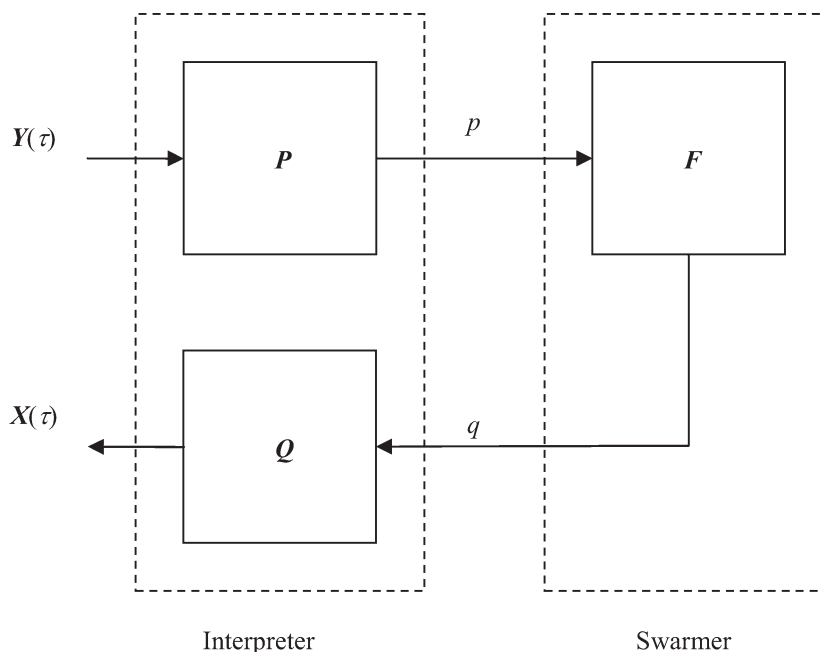 Y(τ)
P
p
F
X(τ)
Q
q
Interpreter
Swarmer